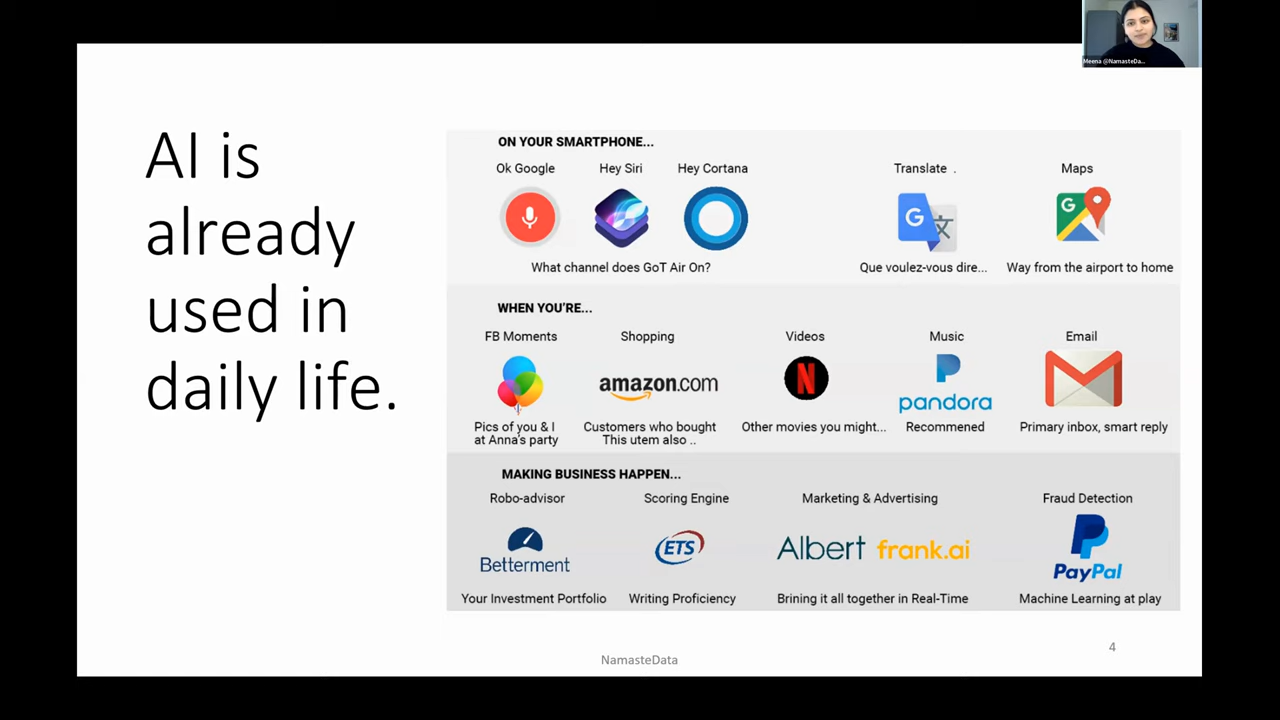 Meena @NamasteDa...
AI is
already
used in
daily life.
ON YOUR SMARTPHONE...
Ok Google Hey Siri Hey Cortana Translate . Maps
G G
What channel does GoT Air On? Que voulez-vous dire... Way from the airport to home
WHEN YOU'RE...
FB Moments Shopping Videos Music Email
amazon.com N pandora
Pics of you & I Customers who bought Other movies you might... Recommened Primary inbox, smart reply
at Anna's party This utem also ..
MAKING BUSINESS HAPPEN...
Robo-advisor Scoring Engine Marketing & Advertising Fraud Detection
Betterment ETS Albert frank.ai PayPal
Your Investment Portfolio Writing Proficiency Brining it all together in Real-Time Machine Learning at play
NamasteData
4